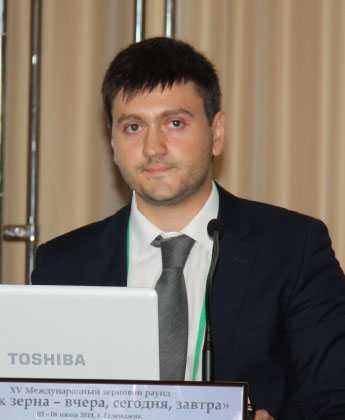 TOSHIBA
XV Международный зерновой раунд
к зерна – вчера, сегодня, завтра»
05 – 06 июня 2014, г. Геленджик